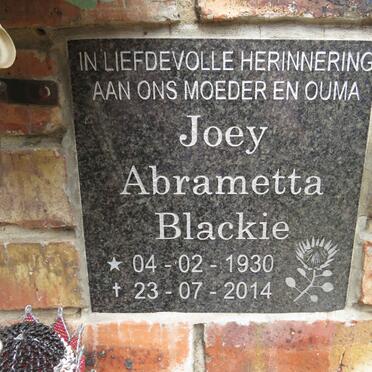 IN LIEFDEVOLLE HERINNERING
AAN ONS MOEDER EN OUMA
Joey
Abrametta
Blackie
★ 04 - 02 - 1930
† 23 - 07 - 2014